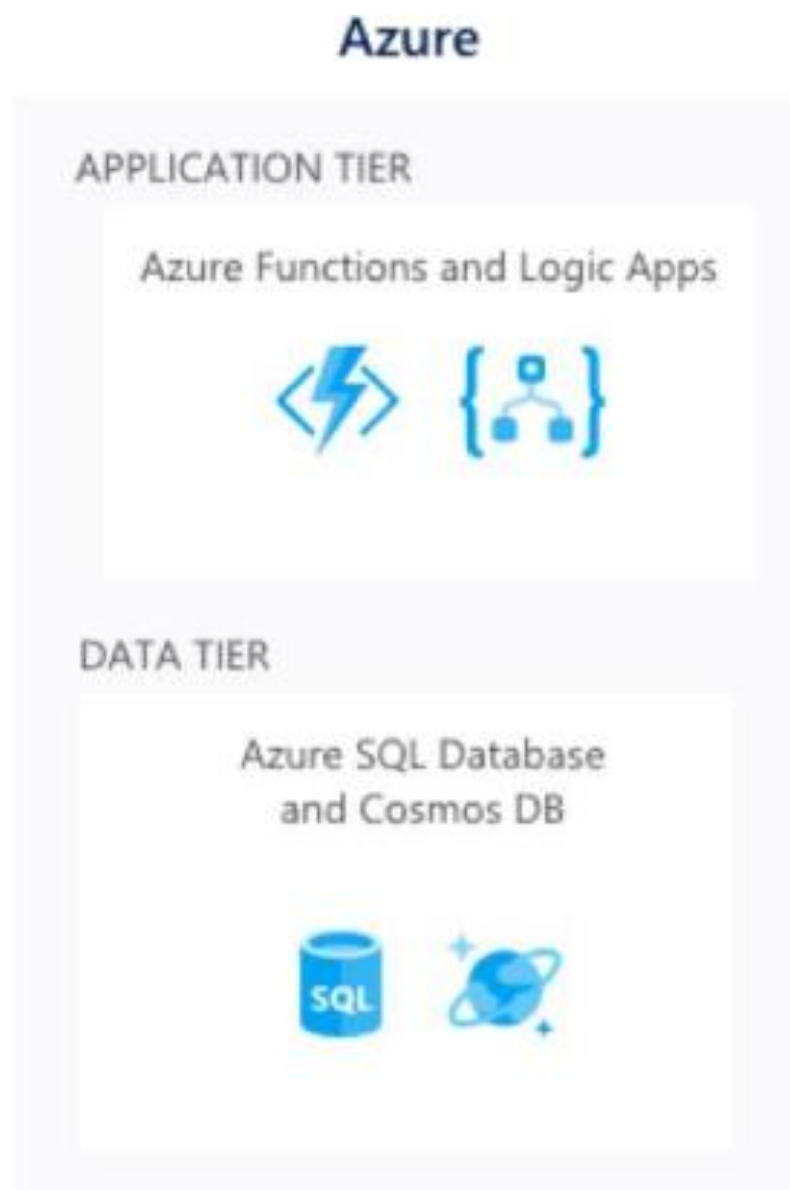 Azure
APPLICATION TIER
Azure Functions and Logic Apps
DATA TIER
Azure SQL Database
and Cosmos DB
SQL